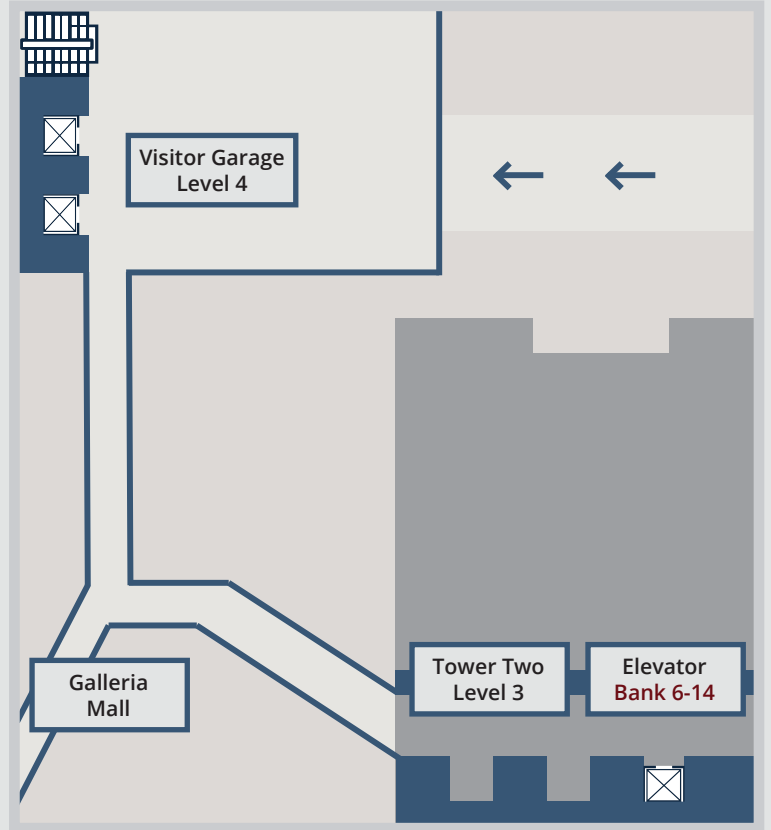 Visitor Garage
Level 4
Galleria
Mall
Tower Two
Level 3
Elevator
Bank 6-14